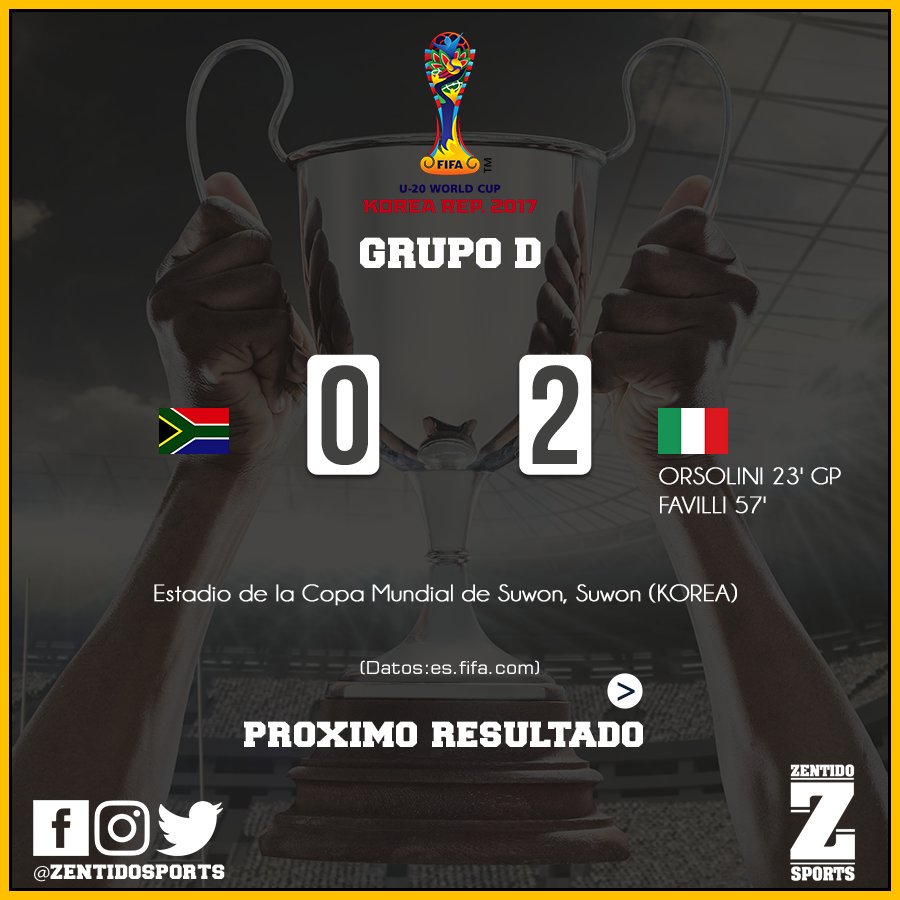 FIFA
TM
U-20 WORLD CUP
KOREA REP. 2017
GRUPO D
0 2
ORSOLINI 23' GP
FAVILLI 57'
Estadio de la Copa Mundial de Suwon, Suwon (KOREA)
(Datos:es.fifa.com)
>
PROXIMO RESULTADO
@ZENTIDOSPORTS
ZENTIDO
Z
SPORTS